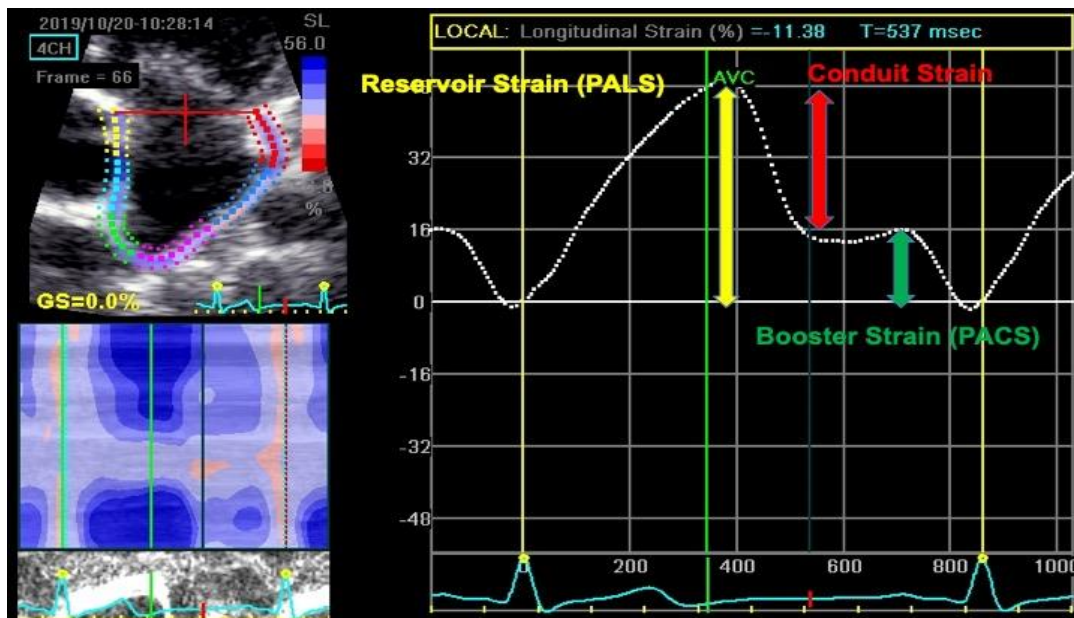 2019/10/20-10:28:14
SL
4CH
56.0
Frame = 66
%
GS=0.0%
LOCAL: Longitudinal Strain (%) =-11.38 T=537 msec
Reservoir Strain (PALS)
AVC
Conduit Strain
32
16
0
Booster Strain (PACS)
-16
-32
-48
0 200 400 600 800 1000